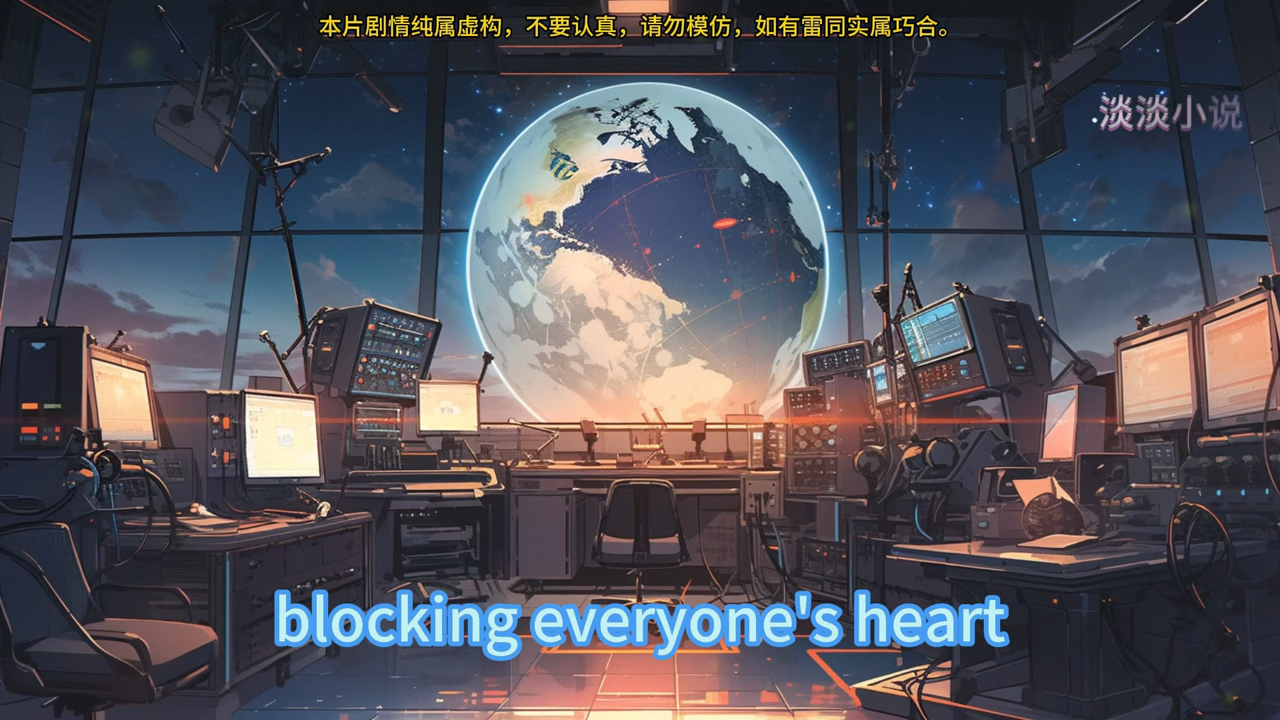 本片剧情纯属虚构，不要认真，请勿模仿，如有雷同实属巧合。
淡淡小说
blocking everyone's heart